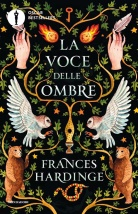 OSCAR
BESTSELLERS
LA
VOCE
DELLE
OMBRE
FRANCES
HARDINGE